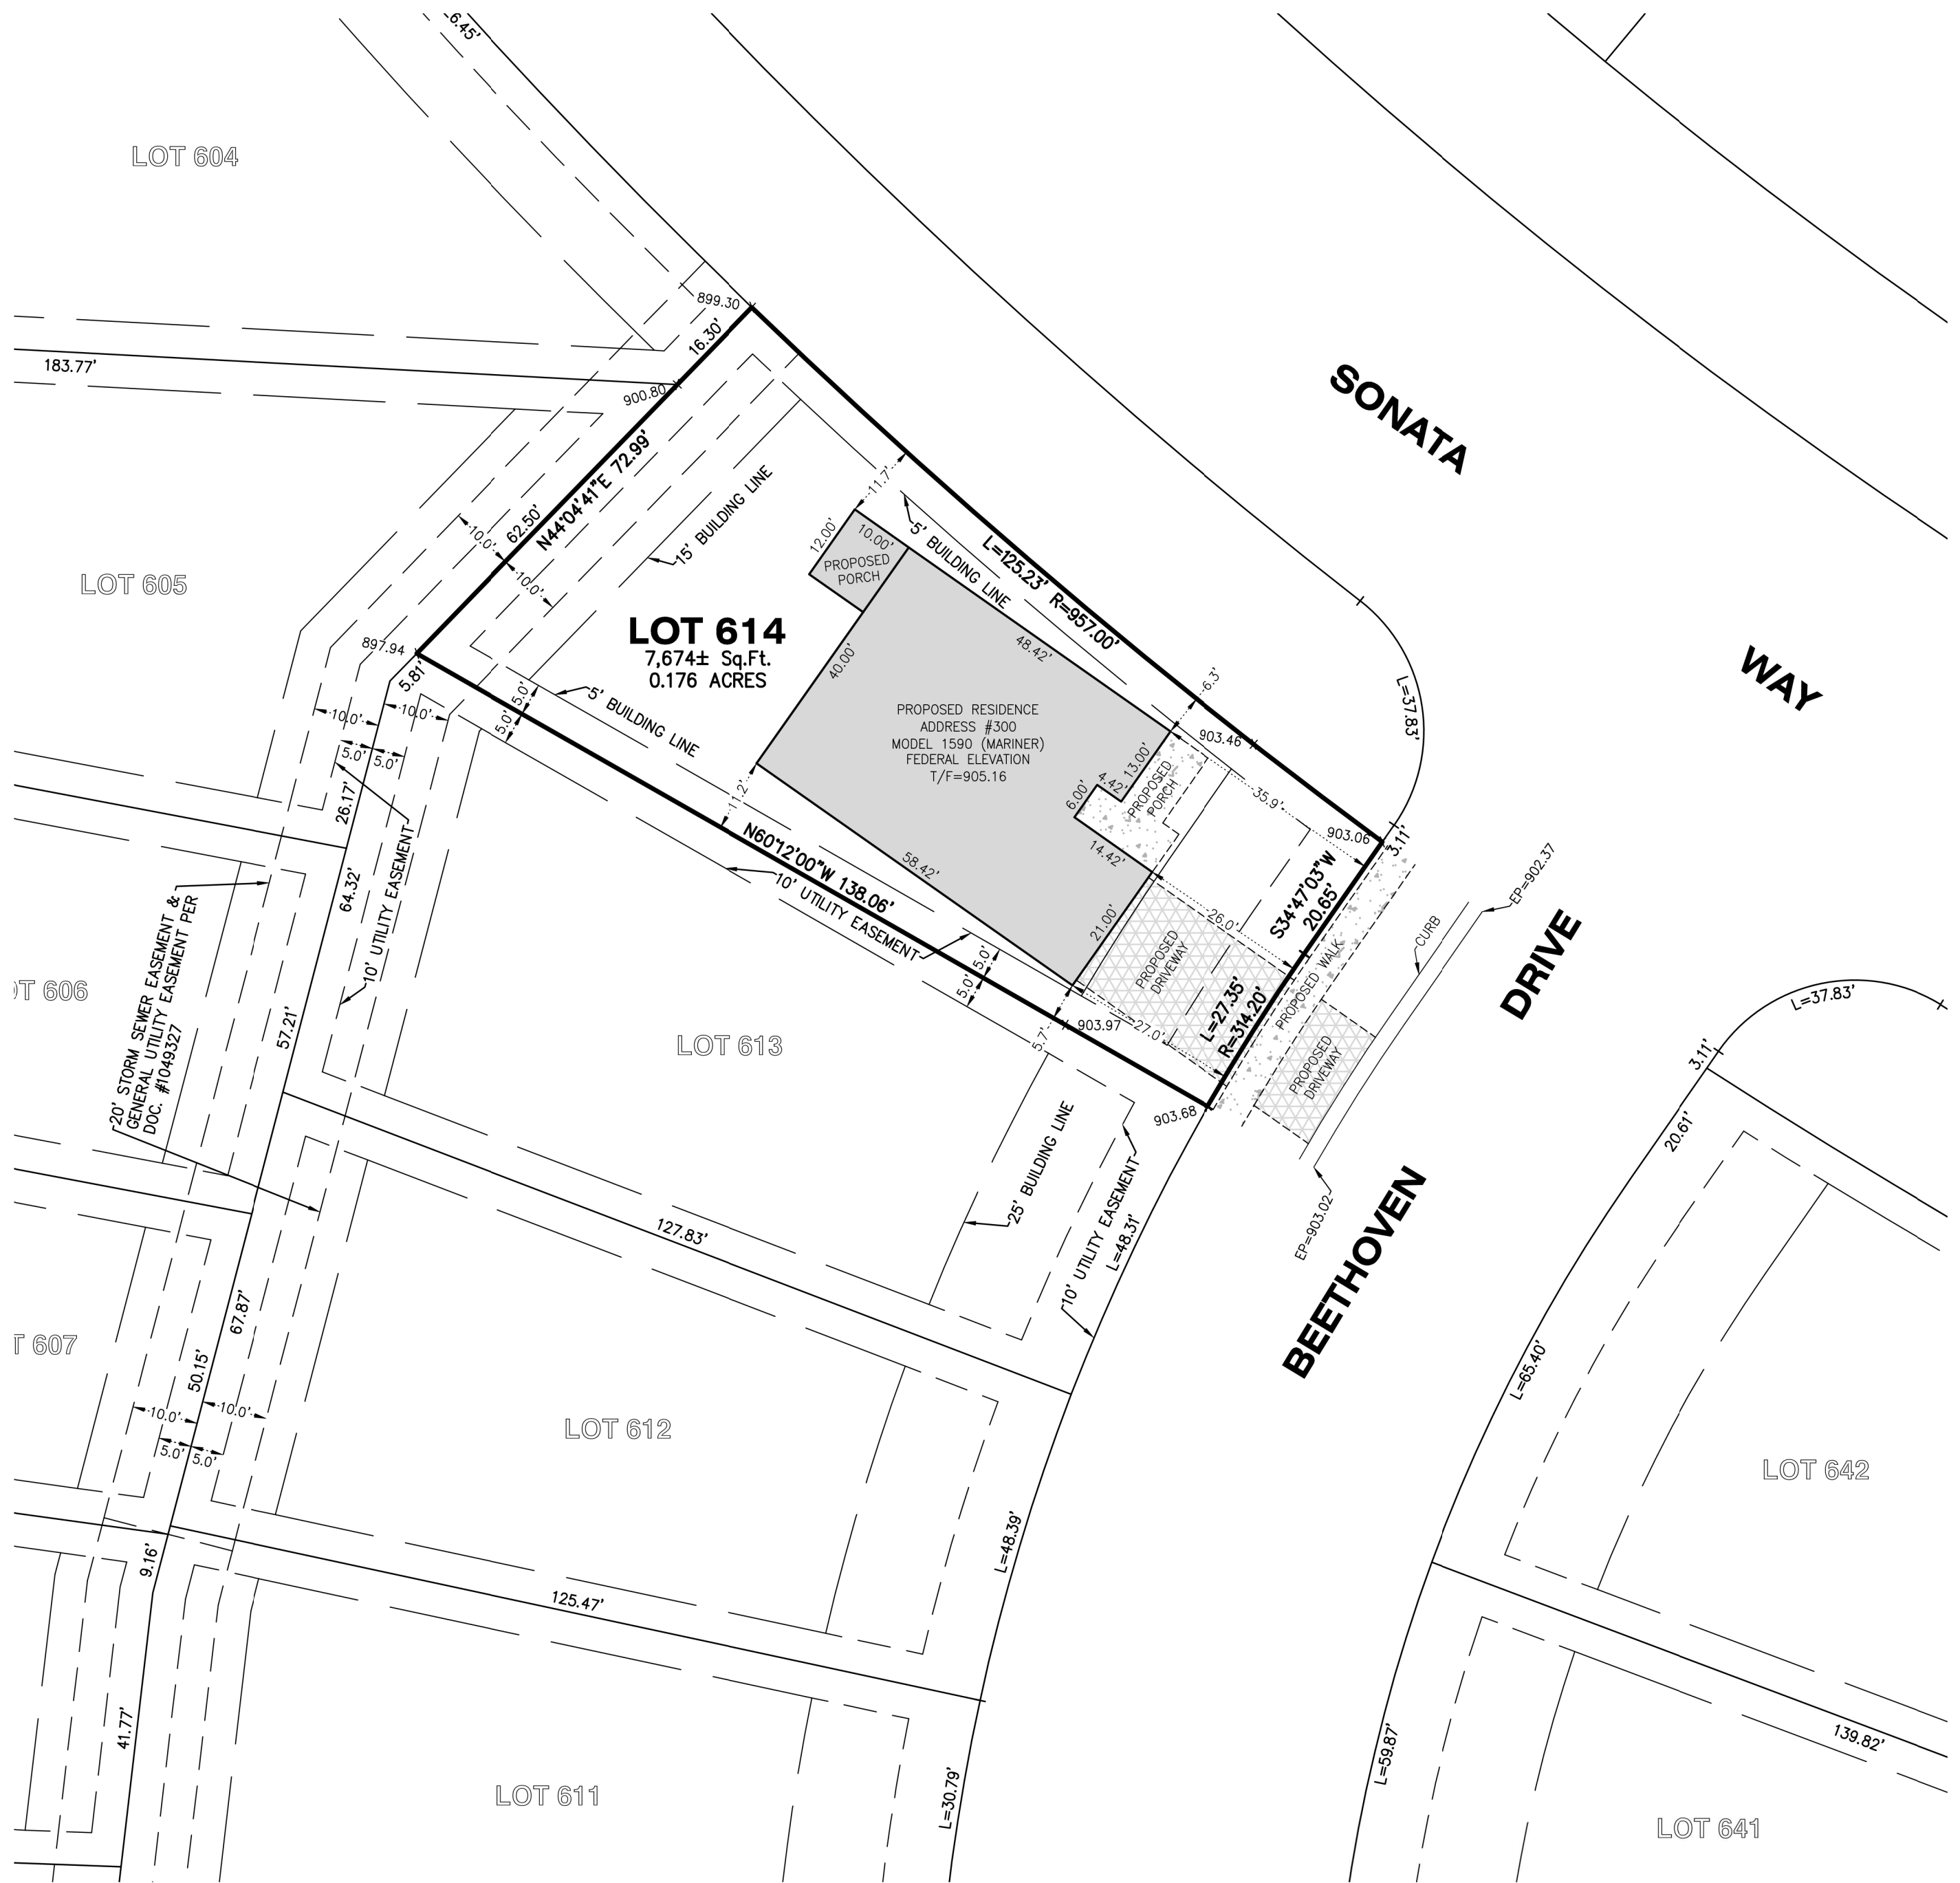 6.45'
LOT 604
899.30
16.30'
183.77'
900.80
SONATA
WAY
DRIVE
BEETHOVEN
N44°04'41"E 72.99'
62.50'
10.0'
10.0'
15' BUILDING LINE
11.7'
12.00'
10.00'
PROPOSED
PORCH
5' BUILDING LINE
L=125.23' R=957.00'
LOT 605
LOT 614
7,674± Sq.Ft.
0.176 ACRES
897.94
5.81'
5.0'
5.0'
5' BUILDING LINE
40.00'
48.42'
PROPOSED RESIDENCE
ADDRESS #300
MODEL 1590 (MARINER)
FEDERAL ELEVATION
T/F=905.16
6.3'
903.46
L=37.83'
13.00'
4.42'
6.00'
PROPOSED
PORCH
35.9'
903.06
3.11'
14.42'
58.42'
11.2'
N60°12'00"W 138.06'
10' UTILITY EASEMENT
21.00'
26.0'
S34°47'03"W
20.65'
PROPOSED
DRIVEWAY
L=27.35'
R=314.20'
PROPOSED WALK
PROPOSED
DRIVEWAY
CURB
EP=902.37
EP=903.02
5.0'
5.0'
5.7'
903.97
27.0'
903.68
10.0'
10.0'
5.0'
5.0'
26.17'
64.32'
10' UTILITY EASEMENT
20' STORM SEWER EASEMENT &
GENERAL UTILITY EASEMENT PER
DOC. #1049327
57.21'
OT 606
LOT 613
25' BUILDING LINE
10' UTILITY EASEMENT
L=48.31'
127.83'
T 607
67.87'
50.15'
10.0'
10.0'
5.0'
5.0'
LOT 612
L=48.39'
9.16'
125.47'
41.77'
LOT 611
L=30.79'
L=37.83'
3.11'
20.61'
L=65.40'
LOT 642
139.82'
L=59.87'
LOT 641